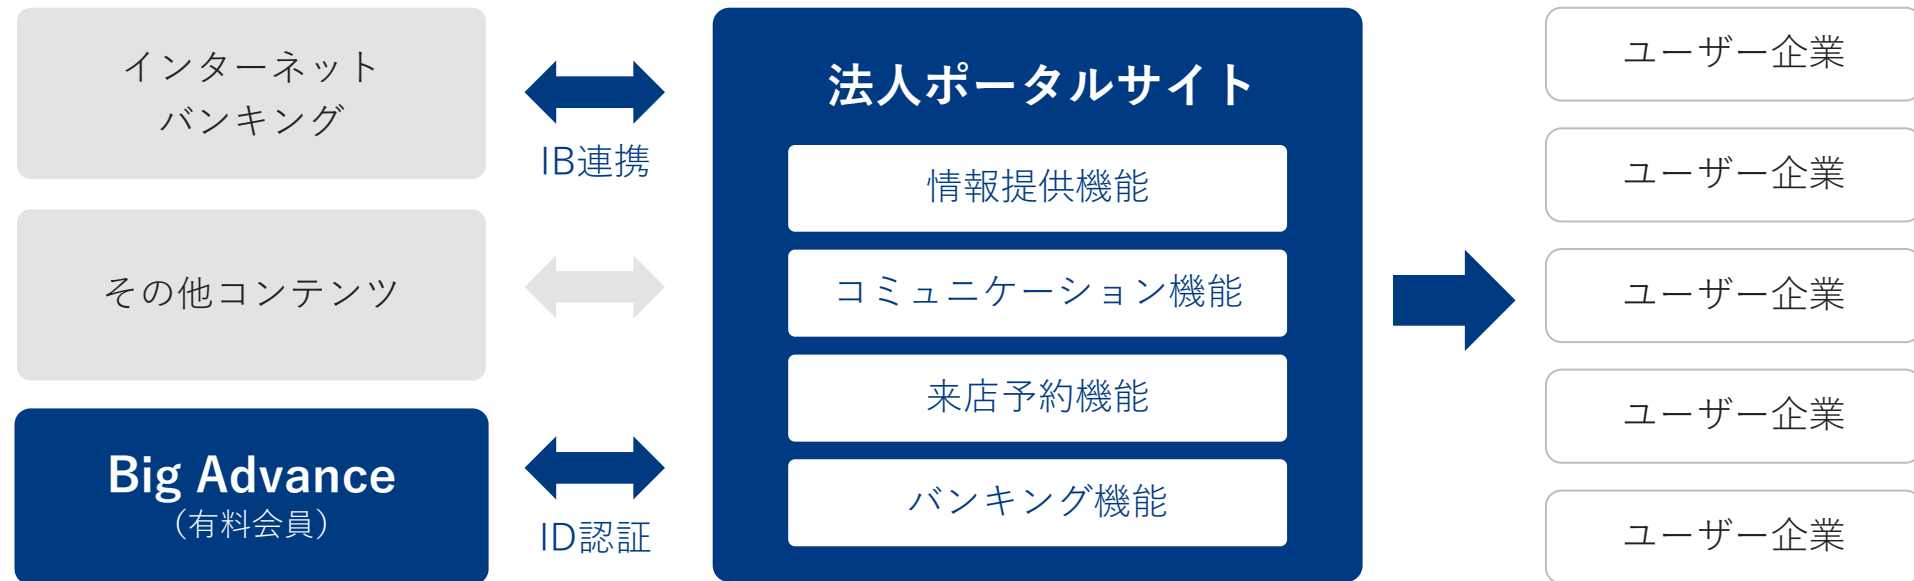 インターネット
バンキング
IB連携
その他コンテンツ
Big Advance
（有料会員）
ID認証
法人ポータルサイト
情報提供機能
コミュニケーション機能
来店予約機能
バンキング機能
ユーザー企業
ユーザー企業
ユーザー企業
ユーザー企業
ユーザー企業